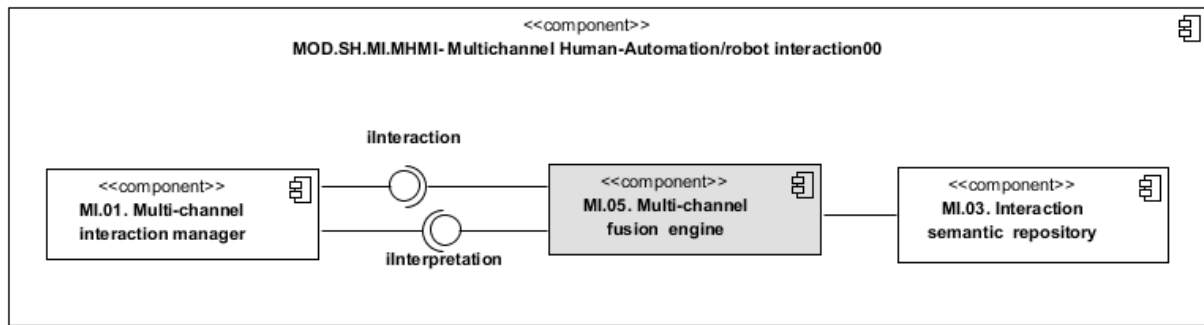 <<component>>
MOD.SH.MI.MHMI- Multichannel Human-Automation/robot interaction00
iInteraction
<<component>>
MI.01. Multi-channel
interaction manager
<<component>>
MI.05. Multi-channel
fusion engine
<<component>>
MI.03. Interaction
semantic repository
iInterpretation